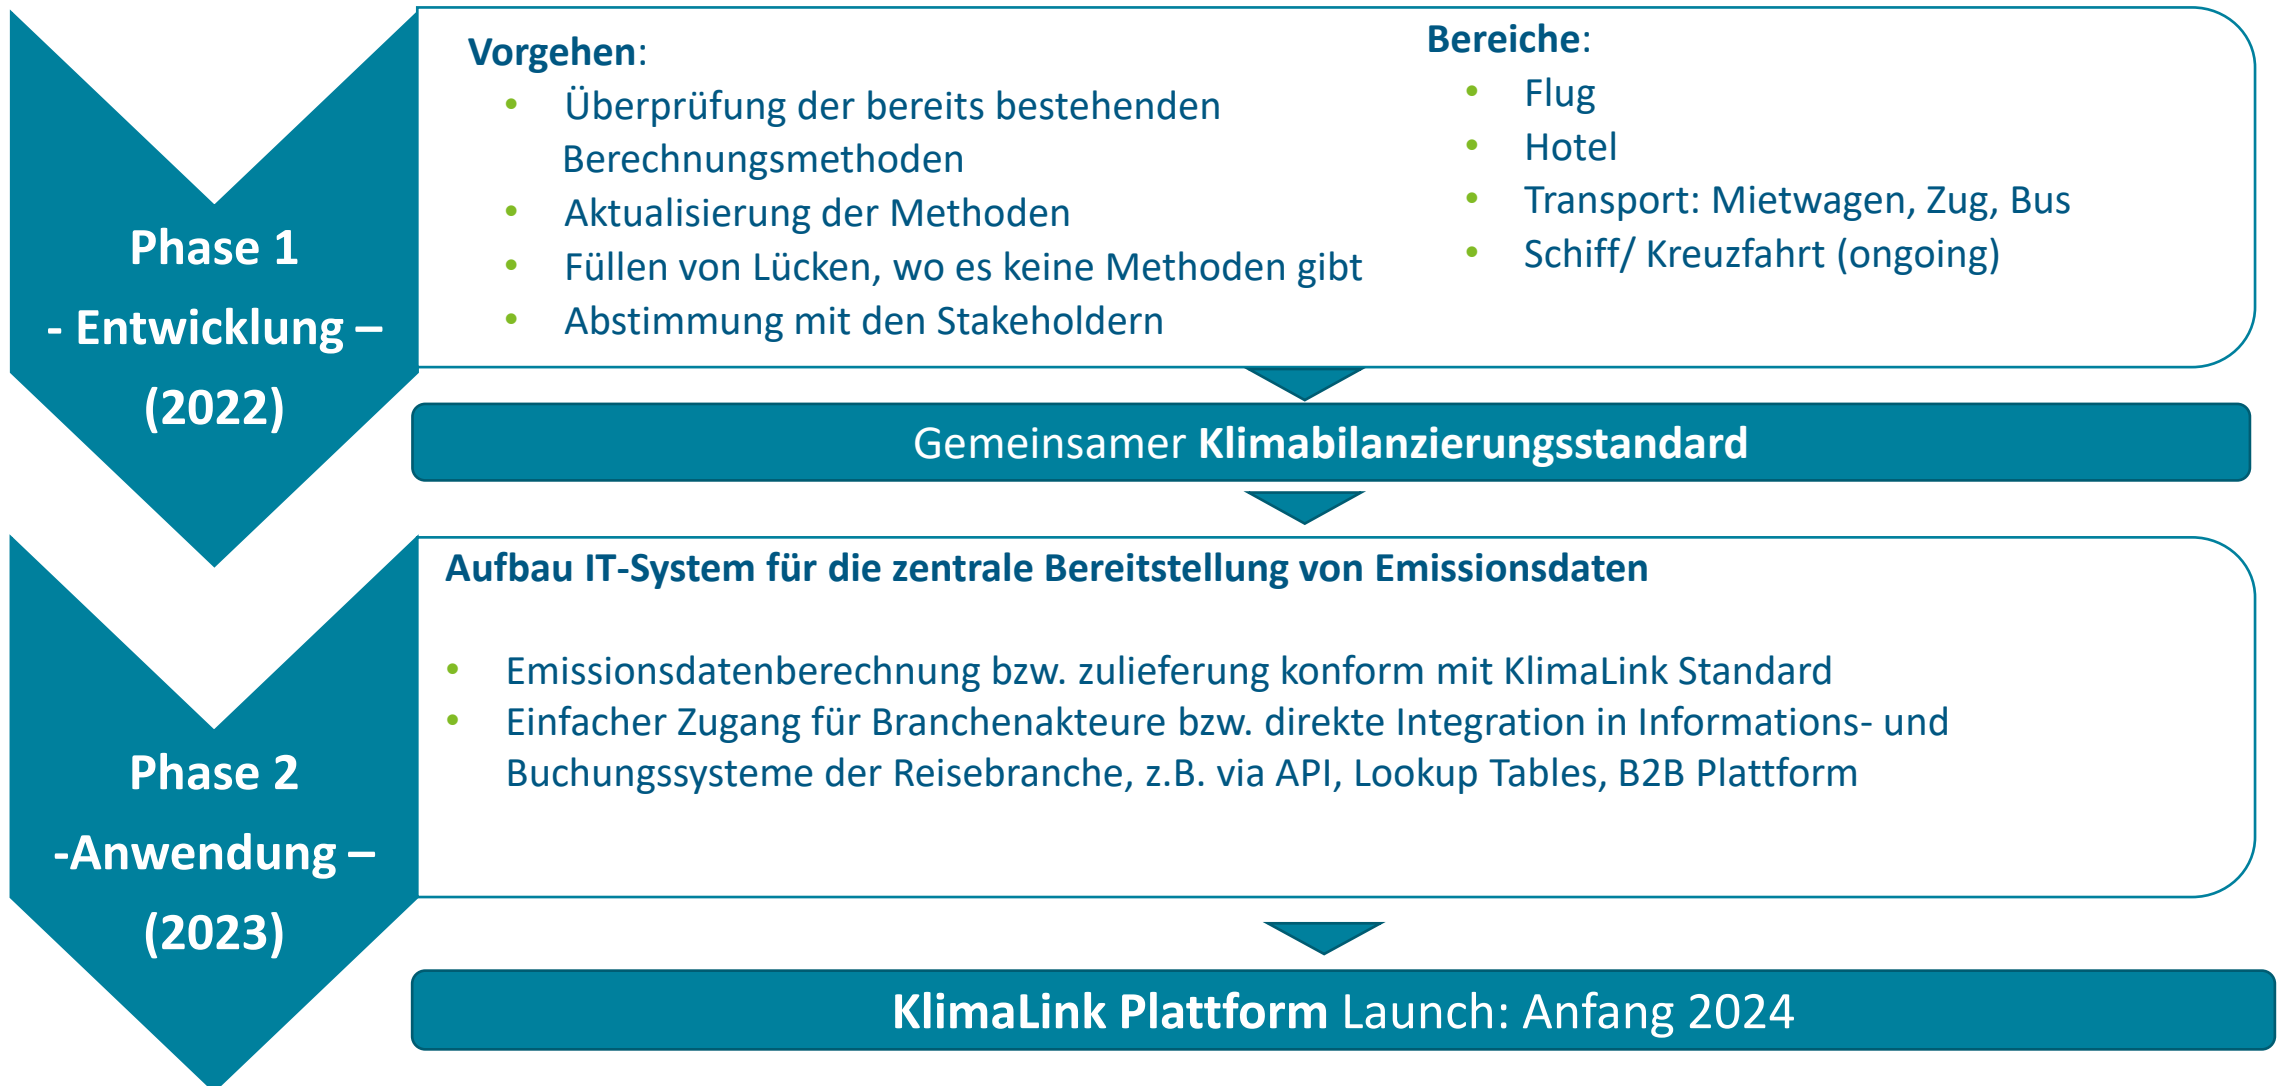 Phase 1
- Entwicklung –
(2022)
Vorgehen:
• Überprüfung der bereits bestehenden
Berechnungsmethoden
• Aktualisierung der Methoden
• Füllen von Lücken, wo es keine Methoden gibt
• Abstimmung mit den Stakeholdern
Bereiche:
• Flug
• Hotel
• Transport: Mietwagen, Zug, Bus
• Schiff/ Kreuzfahrt (ongoing)
Gemeinsamer Klimabilanzierungsstandard
Phase 2
-Anwendung –
(2023)
Aufbau IT-System für die zentrale Bereitstellung von Emissionsdaten
• Emissionsdatenberechnung bzw. zulieferung konform mit KlimaLink Standard
• Einfacher Zugang für Branchenakteure bzw. direkte Integration in Informations- und
Buchungssysteme der Reisebranche, z.B. via API, Lookup Tables, B2B Plattform
KlimaLink Plattform Launch: Anfang 2024